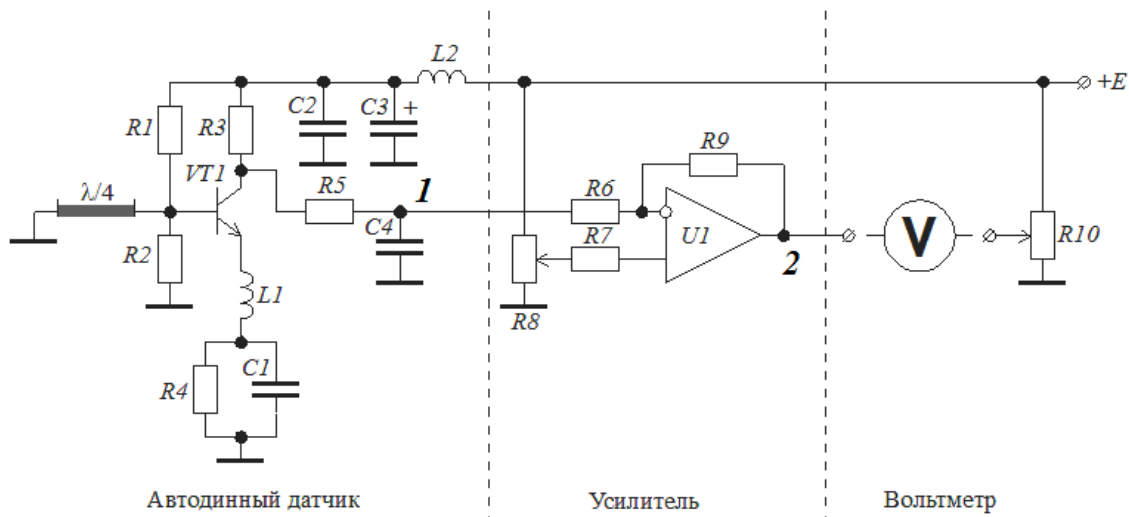 L2
+E
C2
C3
+
R1
R3
R9
VT1
λ/4
R5
1
R6
R2
C4
R7
U1
V
R10
2
L1
R8
C1
R4
Автодинный датчик
Усилитель
Вольтметр